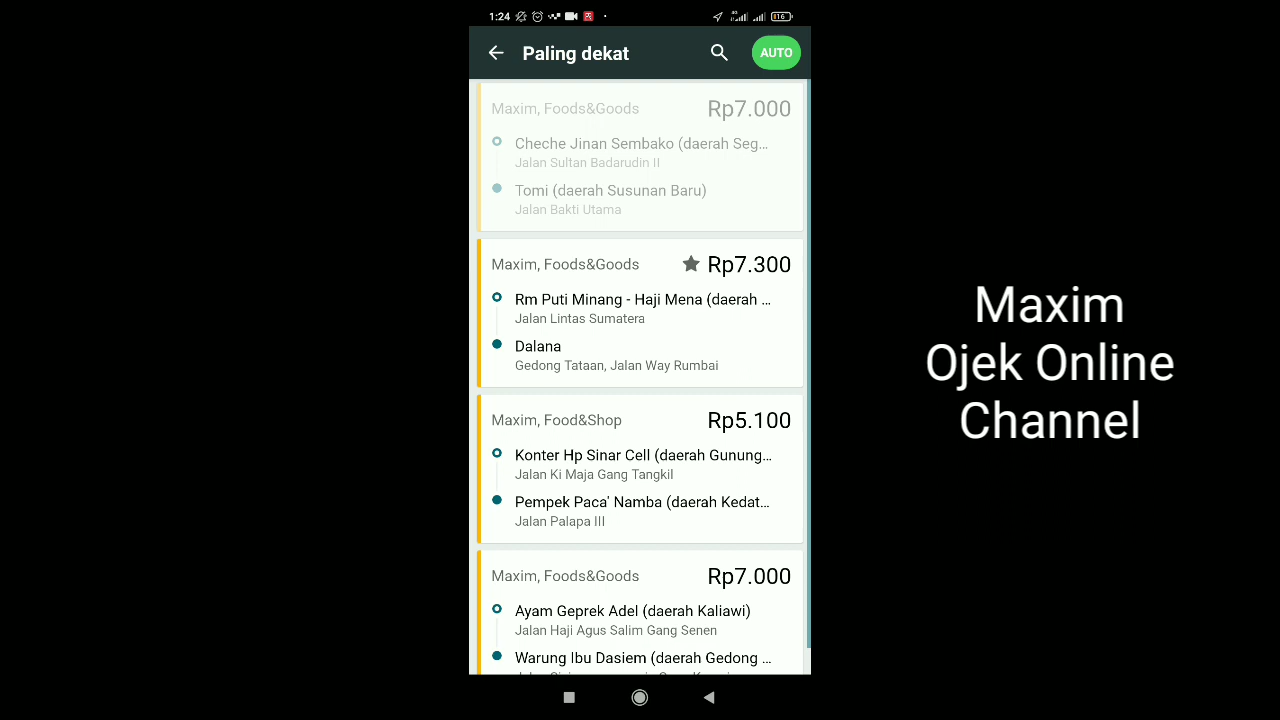 1:24
4G
16
Paling dekat
AUTO
Maxim, Foods&Goods
Rp7.000
Cheche Jinan Sembako (daerah Seg...
Jalan Sultan Badarudin II
Tomi (daerah Susunan Baru)
Jalan Bakti Utama
Maxim, Foods&Goods
Rp7.300
Rm Puti Minang - Haji Mena (daerah ...
Jalan Lintas Sumatera
Dalana
Gedong Tataan, Jalan Way Rumbai
Maxim, Food&Shop
Rp5.100
Konter Hp Sinar Cell (daerah Gunung...
Jalan Ki Maja Gang Tangkil
Pempek Paca' Namba (daerah Kedat...
Jalan Palapa III
Maxim, Foods&Goods
Rp7.000
Ayam Geprek Adel (daerah Kaliawi)
Jalan Haji Agus Salim Gang Senen
Warung Ibu Dasiem (daerah Gedong ...
Maxim
Ojek Online
Channel